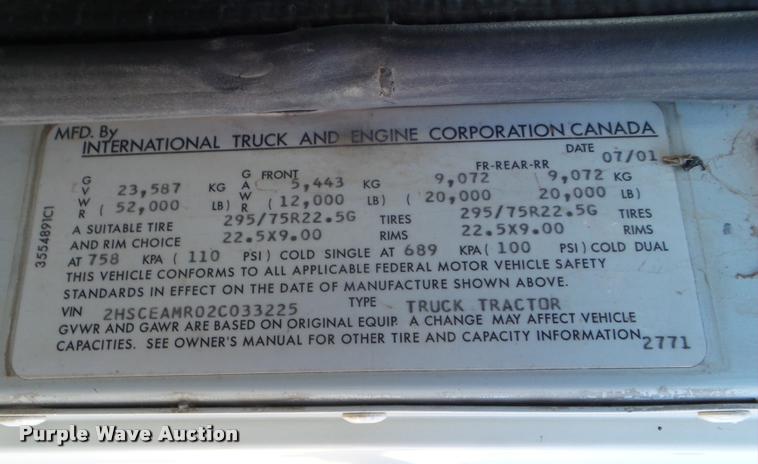 MFD. By
INTERNATIONAL TRUCK AND ENGINE CORPORATION CANADA
DATE 07/01
FRONT FR-REAR-RR
GVWR 23,587 KG GAWR 5,443 KG 9,072 9,072 KG
( 52,000 LB) ( 12,000 LB) ( 20,000 20,000 LB)
A SUITABLE TIRE 295/75R22.5G TIRES 295/75R22.5G TIRES
AND RIM CHOICE 22.5X9.00 RIMS 22.5X9.00 RIMS
AT 758 KPA ( 110 PSI) COLD SINGLE AT 689 KPA ( 100 PSI) COLD DUAL
THIS VEHICLE CONFORMS TO ALL APPLICABLE FEDERAL MOTOR VEHICLE SAFETY
STANDARDS IN EFFECT ON THE DATE OF MANUFACTURE SHOWN ABOVE.
VIN 2HSCEAMR02C033225 TYPE TRUCK TRACTOR
GVWR AND GAWR ARE BASED ON ORIGINAL EQUIP. A CHANGE MAY AFFECT VEHICLE
CAPACITIES. SEE OWNER'S MANUAL FOR OTHER TIRE AND CAPACITY INFORMATION.
2771
3554891C1
Purple Wave Auction